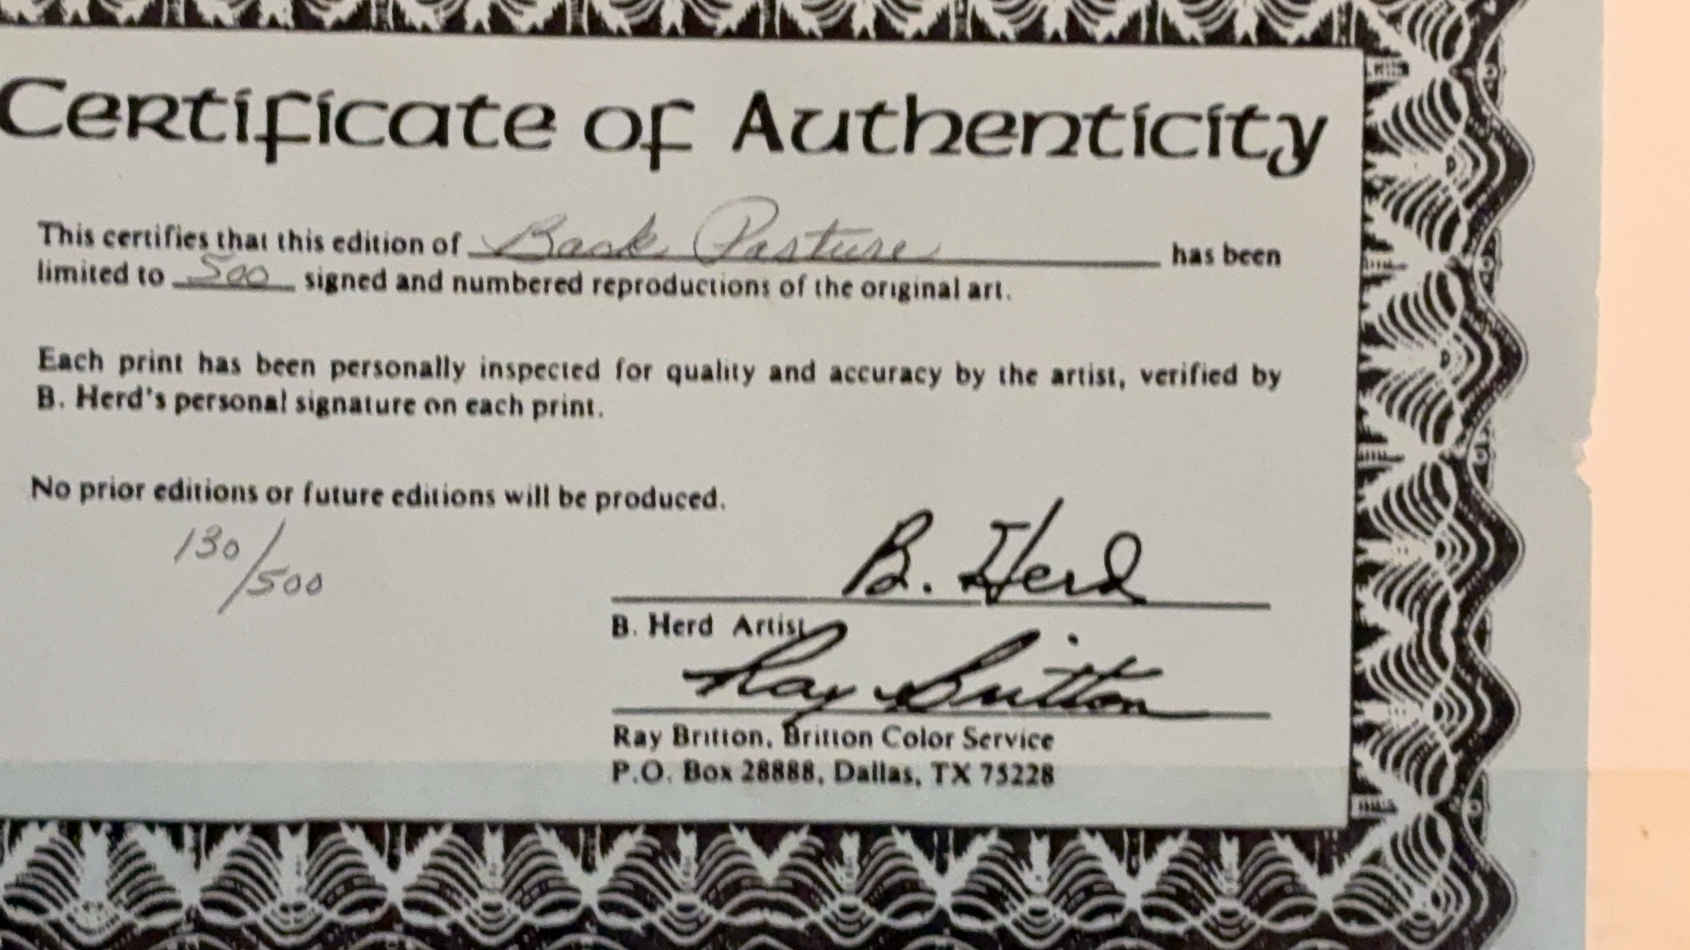 Certificate of Authenticity
This certifies that this edition of Back Pasture has been
limited to 500 signed and numbered reproductions of the original art.
Each print has been personally inspected for quality and accuracy by the artist, verified by
B. Herd's personal signature on each print.
No prior editions or future editions will be produced.
130/500
B. Herd
B. Herd Artist
Ray Britton
Ray Britton, Britton Color Service
P.O. Box 28888, Dallas, TX 75228